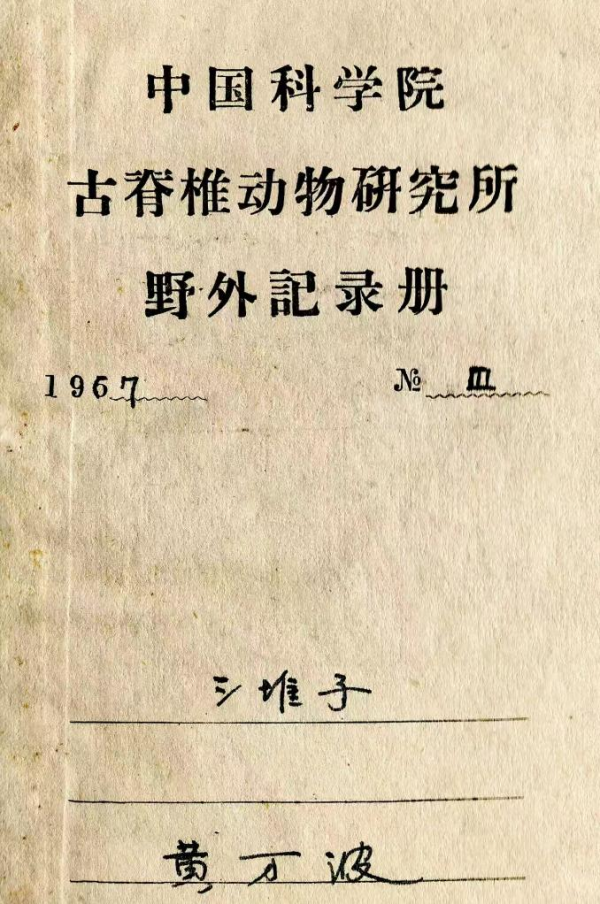 中国科学院
古脊椎动物研究所
野外記录册
1967 № III
三堆子
黄万波